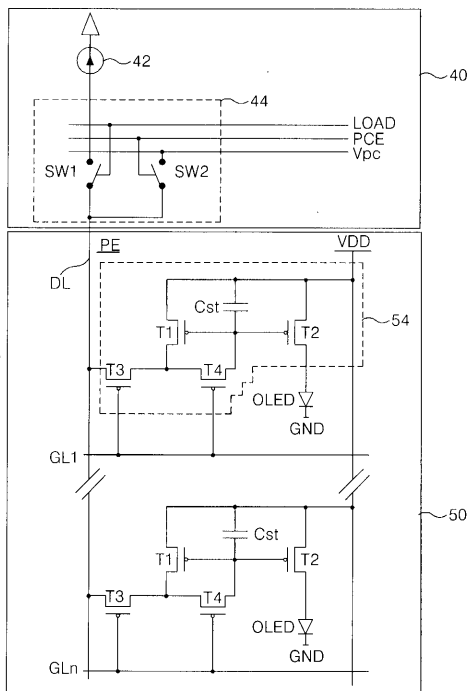 42
40
44
LOAD
PCE
Vpc
SW1
SW2
PE
VDD
DL
54
Cst
T1
T2
T3
T4
OLED
GND
GL1
50
Cst
T1
T2
T3
T4
OLED
GND
GLn